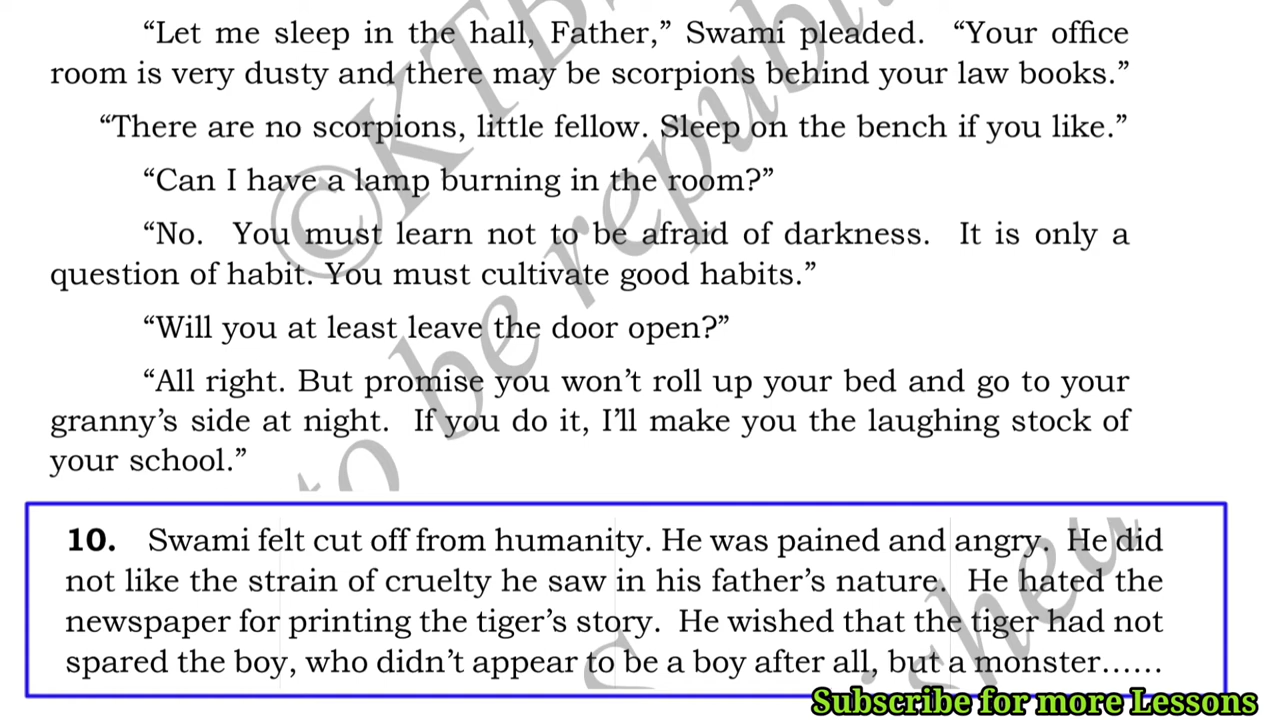 “Let me sleep in the hall, Father,” Swami pleaded. “Your office
room is very dusty and there may be scorpions behind your law books.”
“There are no scorpions, little fellow. Sleep on the bench if you like.”
“Can I have a lamp burning in the room?”
“No. You must learn not to be afraid of darkness. It is only a
question of habit. You must cultivate good habits.”
“Will you at least leave the door open?”
“All right. But promise you won’t roll up your bed and go to your
granny’s side at night. If you do it, I’ll make you the laughing stock of
your school.”
10. Swami felt cut off from humanity. He was pained and angry. He did
not like the strain of cruelty he saw in his father’s nature. He hated the
newspaper for printing the tiger’s story. He wished that the tiger had not
spared the boy, who didn’t appear to be a boy after all, but a monster......
Subscribe for more Lessons
©KTB
to be republi